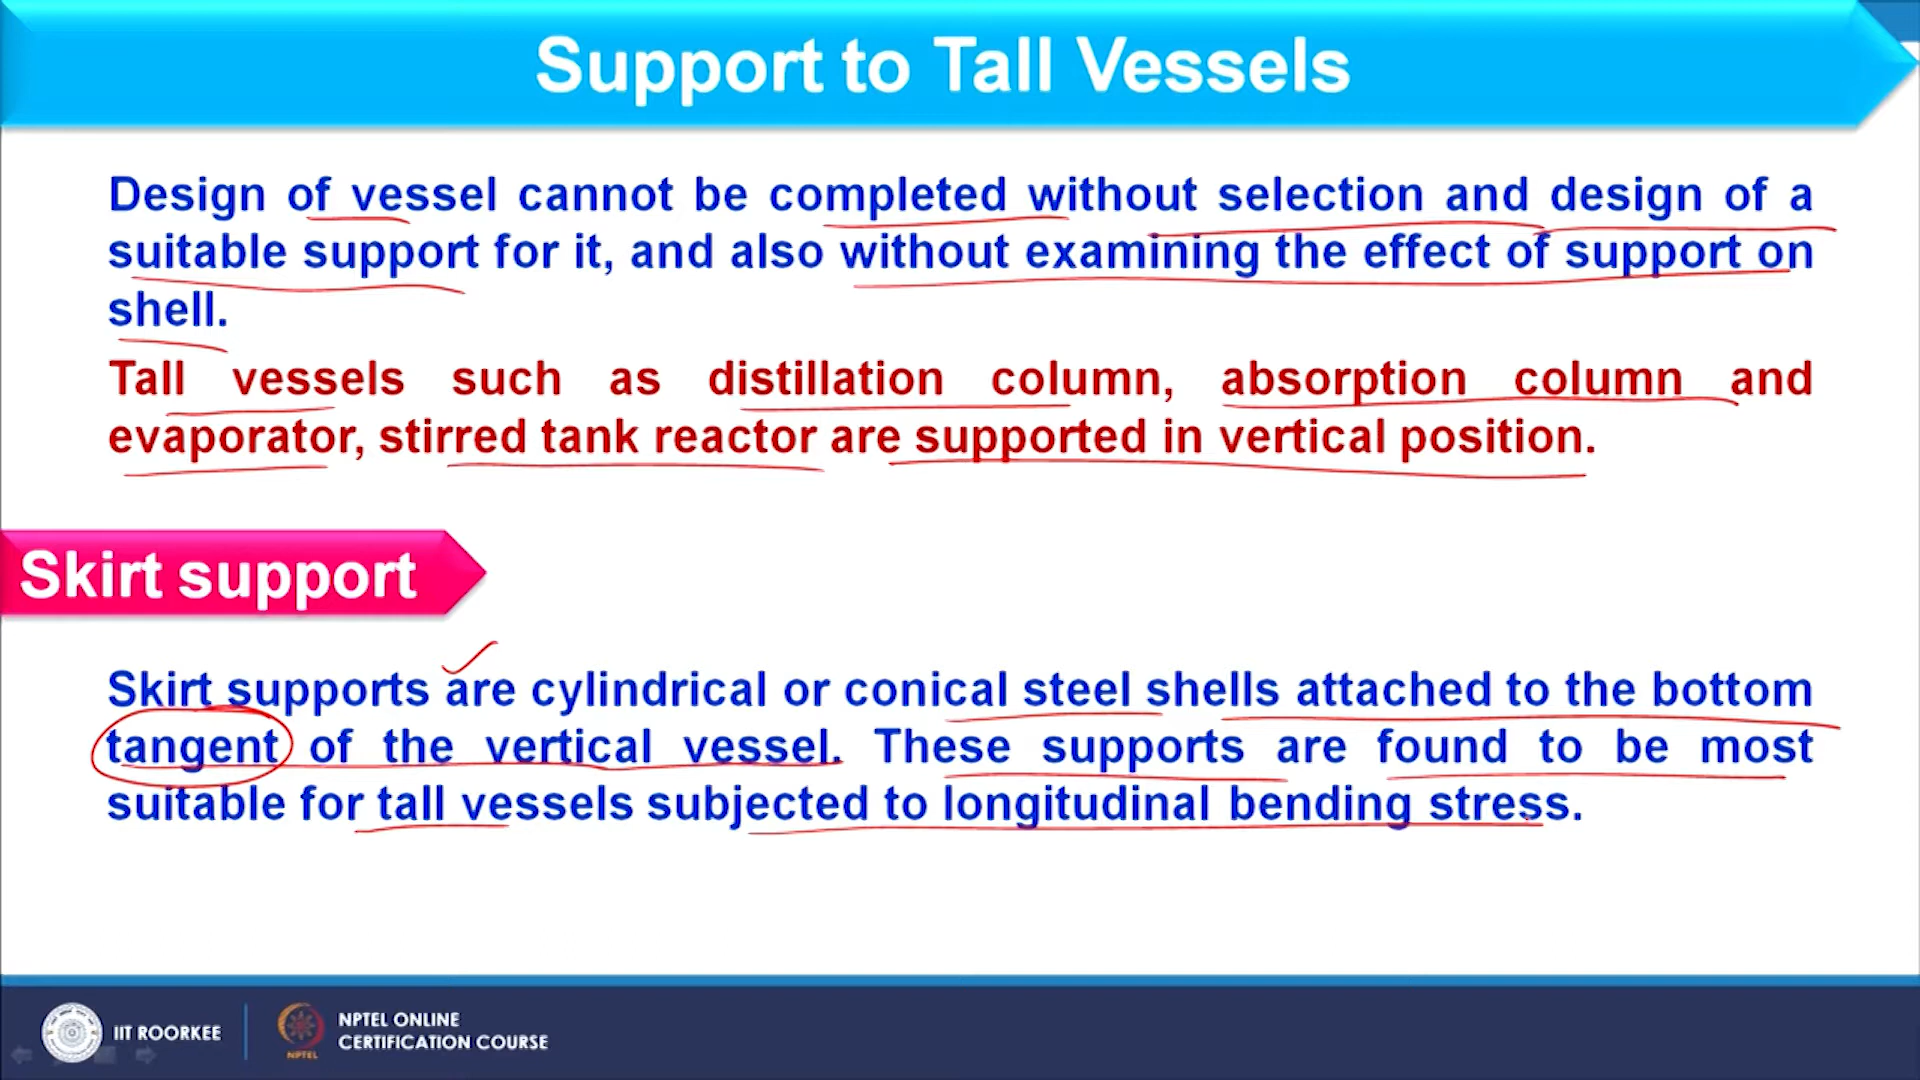 Support to Tall Vessels
Design of vessel cannot be completed without selection and design of a
suitable support for it, and also without examining the effect of support on
shell.
Tall vessels such as distillation column, absorption column and
evaporator, stirred tank reactor are supported in vertical position.
Skirt support
Skirt supports are cylindrical or conical steel shells attached to the bottom
tangent of the vertical vessel. These supports are found to be most
suitable for tall vessels subjected to longitudinal bending stress.
IIT ROORKEE
NPTEL
NPTEL ONLINE
CERTIFICATION COURSE